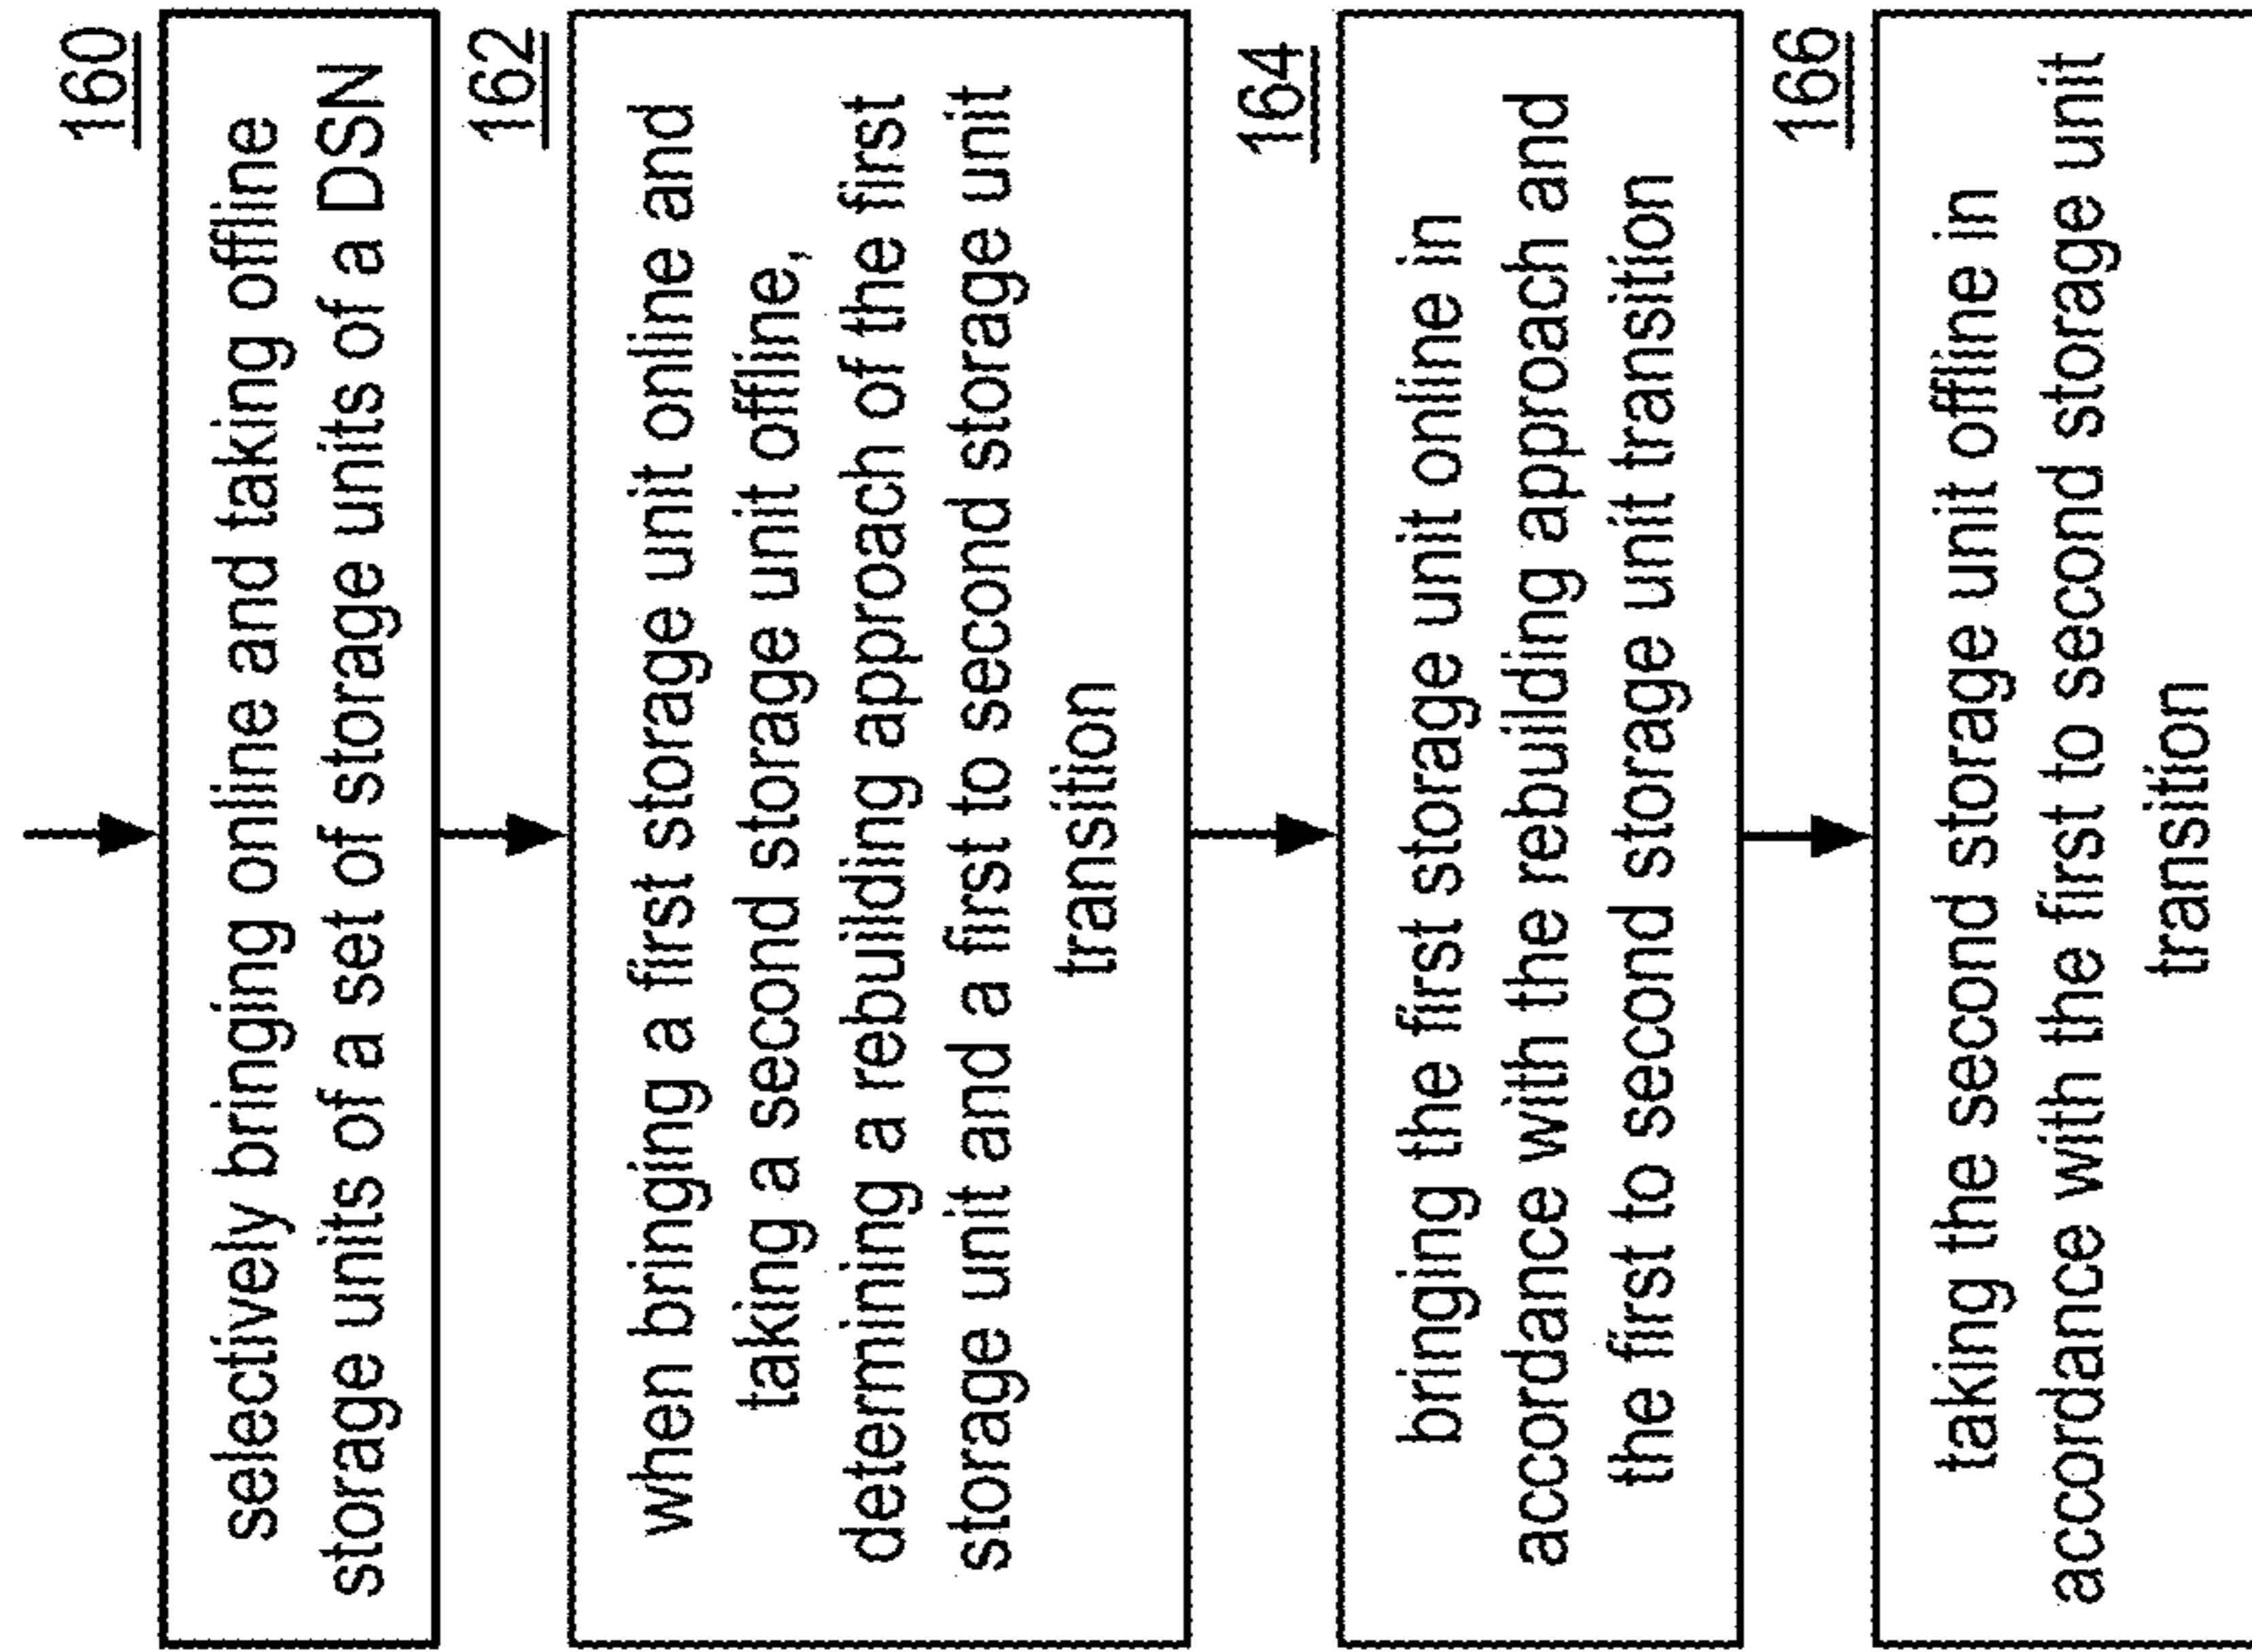 160
selectively bringing online and taking offline
storage units of a set of storage units of a DSN
162
when bringing a first storage unit online and
taking a second storage unit offline,
determining a rebuilding approach of the first
storage unit and a first to second storage unit
transition
164
bringing the first storage unit online in
accordance with the rebuilding approach and
the first to second storage unit transition
166
taking the second storage unit offline in
accordance with the first to second storage unit
transition